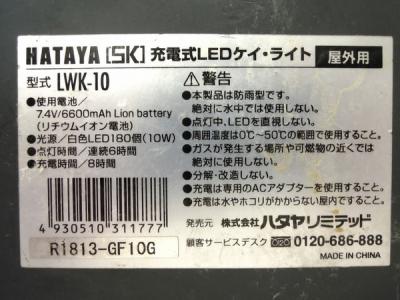 HATAYA [SK] 充電式LEDケイ・ライト 屋外用
型式 LWK-10
●使用電池/
7.4V/6600mAh Lion battery
(リチウムイオン電池)
●光源/白色LED180個(10W)
●点灯時間/連続6時間
●充電時間/8時間
⚠警告
●本製品は防雨型です。
絶対に水中では使用しない。
●点灯中、LEDを直視しない。
●周囲温度は0℃~50℃の範囲で使用すること。
●ガスが発生する場所や可燃物の近くでは
絶対に使用しない。
●分解・改造しない。
●充電は専用のACアダプターを使用すること。
●充電は水やホコリがかからない屋内で使用すること。
4 930510 311777
R1813-GF10G
発売元 株式会社ハタヤリミテッド
顧客サービスデスク 0120-686-888
MADE IN CHINA